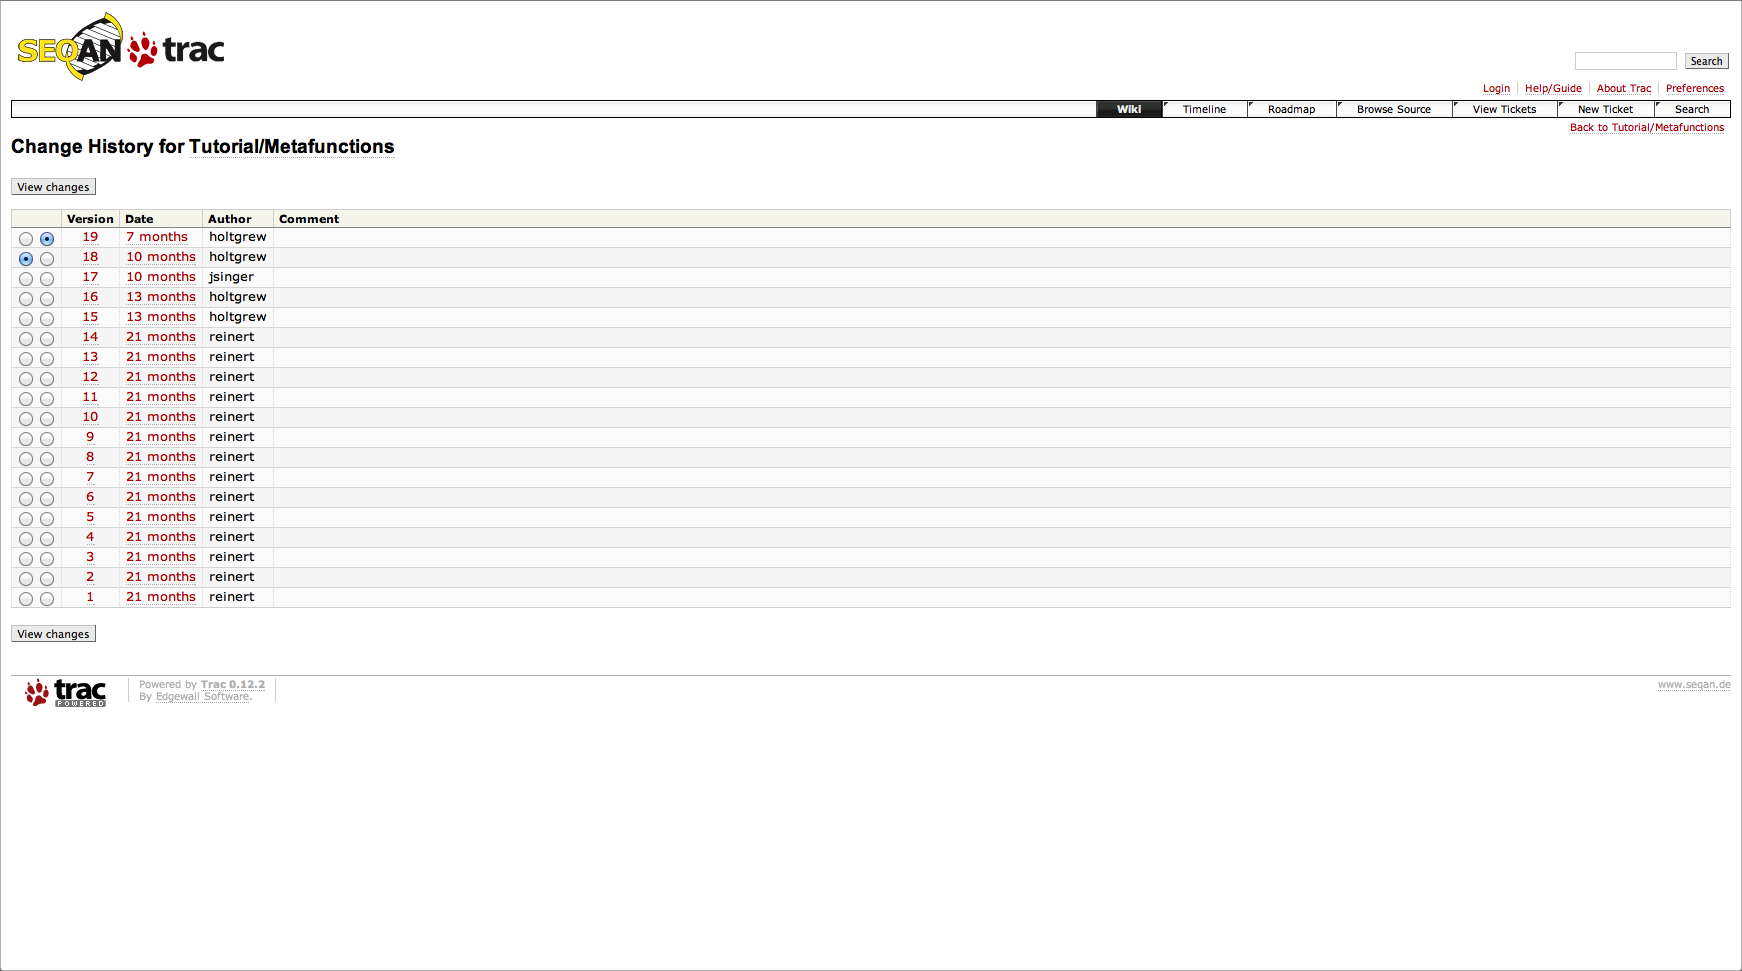 SEQAN trac
Search
Login Help/Guide About Trac Preferences
Wiki Timeline Roadmap Browse Source View Tickets New Ticket Search
Back to Tutorial/Metafunctions
Change History for Tutorial/Metafunctions
View changes
Version Date Author Comment
19 7 months holtgrew
18 10 months holtgrew
17 10 months jsinger
16 13 months holtgrew
15 13 months holtgrew
14 21 months reinert
13 21 months reinert
12 21 months reinert
11 21 months reinert
10 21 months reinert
9 21 months reinert
8 21 months reinert
7 21 months reinert
6 21 months reinert
5 21 months reinert
4 21 months reinert
3 21 months reinert
2 21 months reinert
1 21 months reinert
View changes
trac
POWERED
Powered by Trac 0.12.2
By Edgewall Software.
www.seqan.de